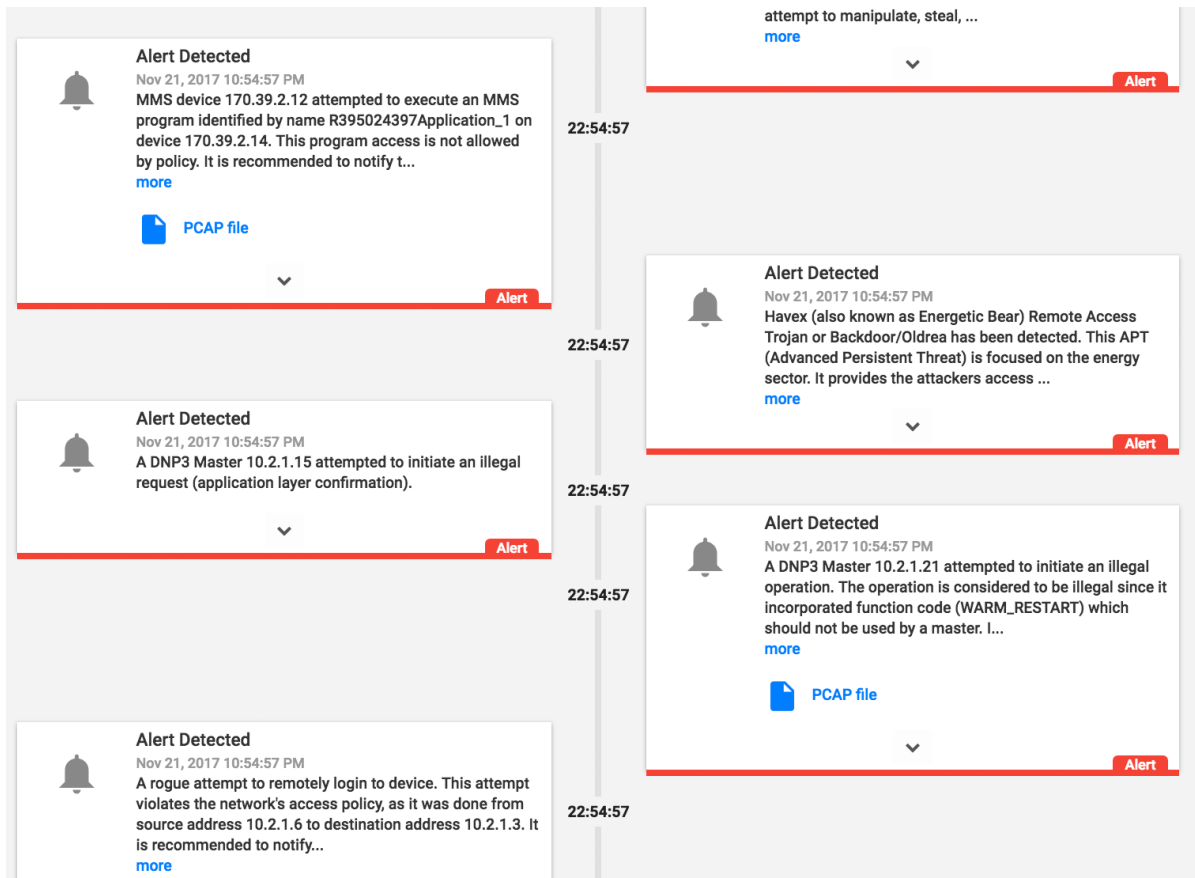 attempt to manipulate, steal, ...
more
Alert
Alert Detected
Nov 21, 2017 10:54:57 PM
MMS device 170.39.2.12 attempted to execute an MMS
program identified by name R395024397Application_1 on
device 170.39.2.14. This program access is not allowed
by policy. It is recommended to notify t...
more
PCAP file
Alert
22:54:57
Alert Detected
Nov 21, 2017 10:54:57 PM
Havex (also known as Energetic Bear) Remote Access
Trojan or Backdoor/Oldrea has been detected. This APT
(Advanced Persistent Threat) is focused on the energy
sector. It provides the attackers access ...
more
Alert
22:54:57
Alert Detected
Nov 21, 2017 10:54:57 PM
A DNP3 Master 10.2.1.15 attempted to initiate an illegal
request (application layer confirmation).
Alert
22:54:57
Alert Detected
Nov 21, 2017 10:54:57 PM
A DNP3 Master 10.2.1.21 attempted to initiate an illegal
operation. The operation is considered to be illegal since it
incorporated function code (WARM_RESTART) which
should not be used by a master. I...
more
PCAP file
Alert
22:54:57
Alert Detected
Nov 21, 2017 10:54:57 PM
A rogue attempt to remotely login to device. This attempt
violates the network's access policy, as it was done from
source address 10.2.1.6 to destination address 10.2.1.3. It
is recommended to notify...
more
22:54:57